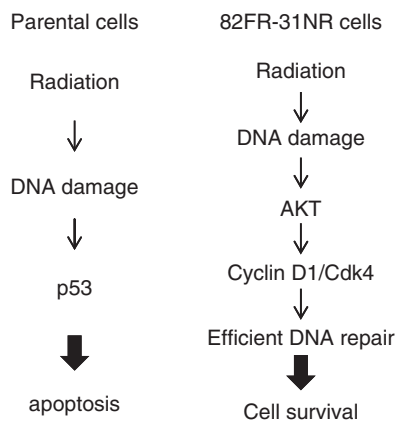 Parental cells
Radiation
DNA damage
p53
apoptosis
82FR-31NR cells
Radiation
DNA damage
AKT
Cyclin D1/Cdk4
Efficient DNA repair
Cell survival